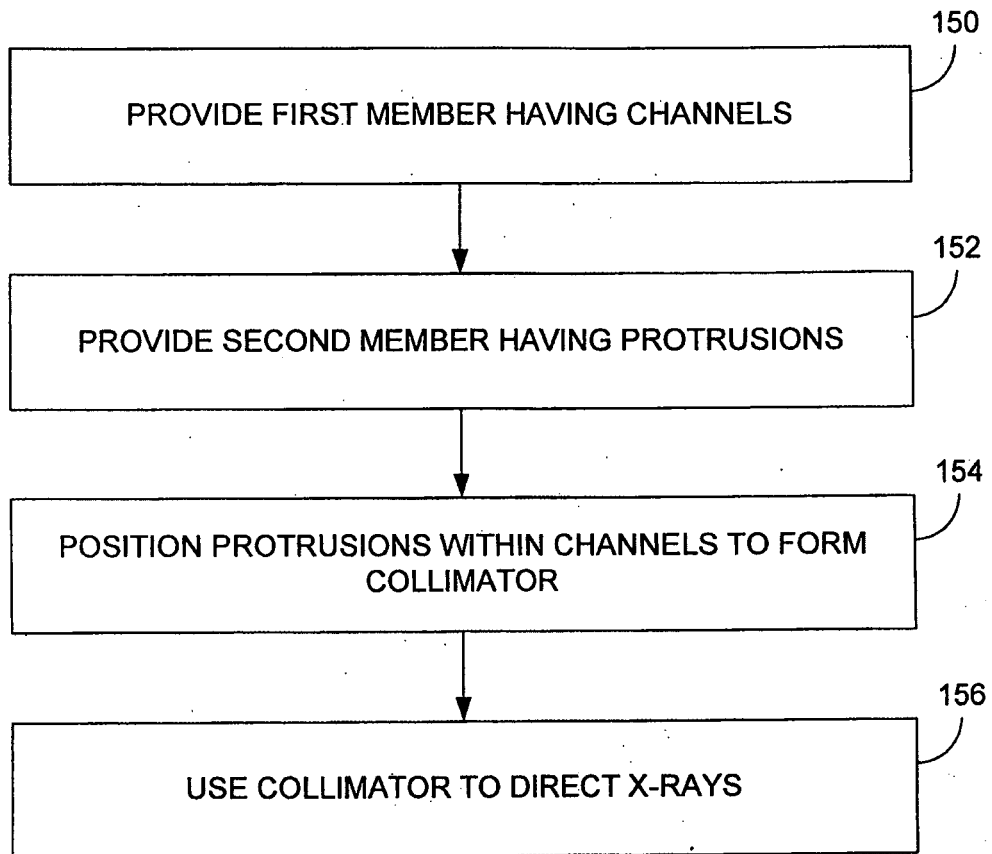 150
PROVIDE FIRST MEMBER HAVING CHANNELS
152
PROVIDE SECOND MEMBER HAVING PROTRUSIONS
154
POSITION PROTRUSIONS WITHIN CHANNELS TO FORM
COLLIMATOR
156
USE COLLIMATOR TO DIRECT X-RAYS